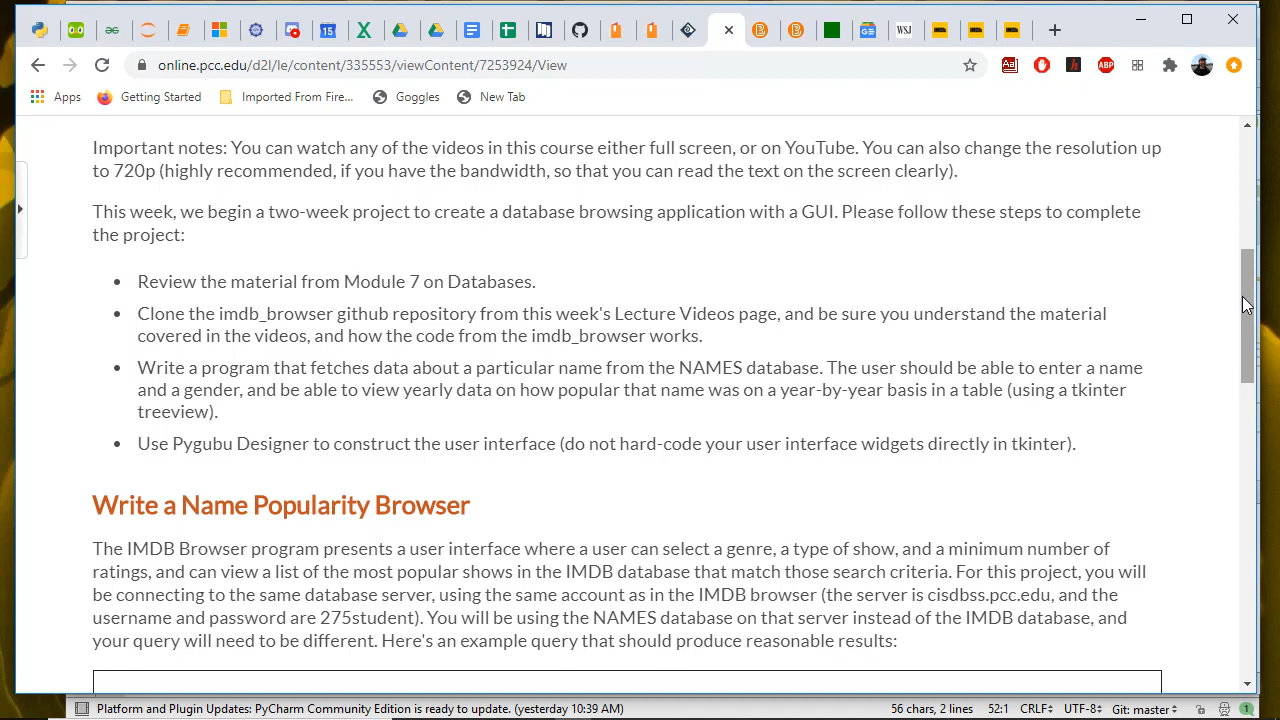 15
WSJ
IMDb
IMDb
IMDb
online.pcc.edu/d2l/le/content/335553/viewContent/7253924/View
ABP
Apps
Getting Started
Imported From Fire...
Goggles
New Tab
Important notes: You can watch any of the videos in this course either full screen, or on YouTube. You can also change the resolution up
to 720p (highly recommended, if you have the bandwidth, so that you can read the text on the screen clearly).
This week, we begin a two-week project to create a database browsing application with a GUI. Please follow these steps to complete
the project:
• Review the material from Module 7 on Databases.
• Clone the imdb_browser github repository from this week's Lecture Videos page, and be sure you understand the material
covered in the videos, and how the code from the imdb_browser works.
• Write a program that fetches data about a particular name from the NAMES database. The user should be able to enter a name
and a gender, and be able to view yearly data on how popular that name was on a year-by-year basis in a table (using a tkinter
treeview).
• Use Pygubu Designer to construct the user interface (do not hard-code your user interface widgets directly in tkinter).
Write a Name Popularity Browser
The IMDB Browser program presents a user interface where a user can select a genre, a type of show, and a minimum number of
ratings, and can view a list of the most popular shows in the IMDB database that match those search criteria. For this project, you will
be connecting to the same database server, using the same account as in the IMDB browser (the server is cisdbss.pcc.edu, and the
username and password are 275student). You will be using the NAMES database on that server instead of the IMDB database, and
your query will need to be different. Here's an example query that should produce reasonable results:
Platform and Plugin Updates: PyCharm Community Edition is ready to update. (yesterday 10:39 AM)
56 chars, 2 lines
52:1
CRLF
UTF-8
Git: master
1